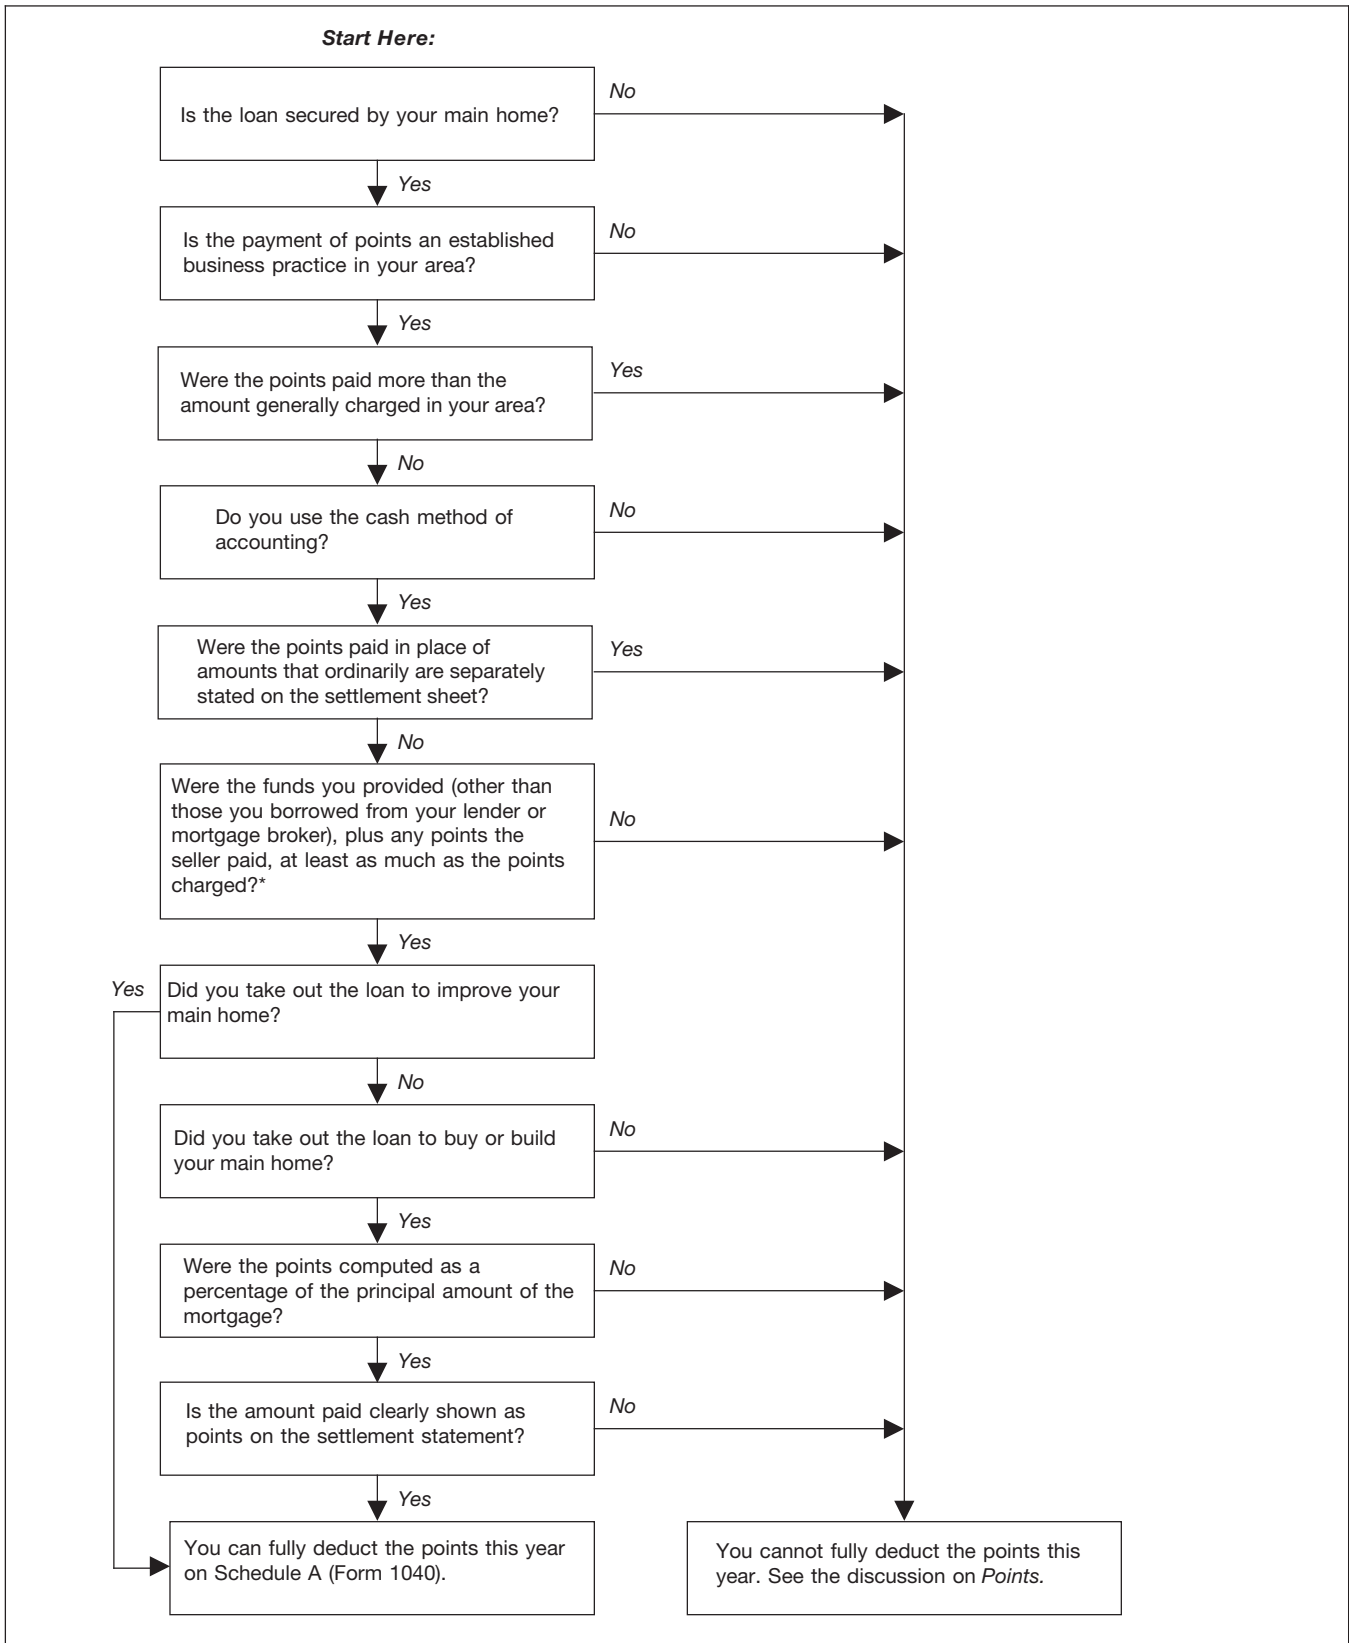 Start Here:
Is the loan secured by your main home?
No
Yes
Is the payment of points an established
business practice in your area?
No
Yes
Were the points paid more than the
amount generally charged in your area?
Yes
No
Do you use the cash method of
accounting?
No
Yes
Were the points paid in place of
amounts that ordinarily are separately
stated on the settlement sheet?
Yes
No
Were the funds you provided (other than
those you borrowed from your lender or
mortgage broker), plus any points the
seller paid, at least as much as the points
charged?*
No
Yes
Yes
Did you take out the loan to improve your
main home?
No
Did you take out the loan to buy or build
your main home?
No
Yes
Were the points computed as a
percentage of the principal amount of the
mortgage?
No
Yes
Is the amount paid clearly shown as
points on the settlement statement?
No
Yes
You can fully deduct the points this year
on Schedule A (Form 1040).
You cannot fully deduct the points this
year. See the discussion on Points.